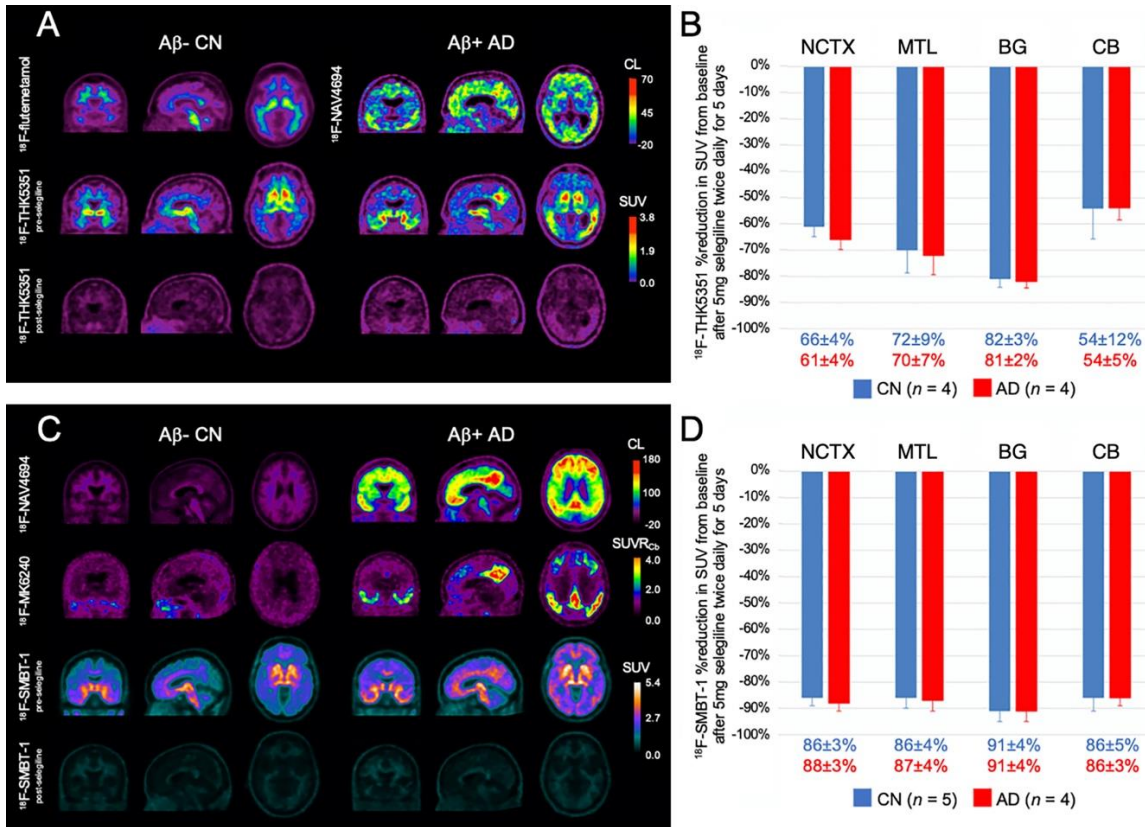 A
Aβ- CN
Aβ+ AD
¹⁸F-flutemetamol
¹⁸F-NAV4694
CL
70
45
-20
¹⁸F-THK5351
pre-selegiline
SUV
3.8
1.9
0.0
¹⁸F-THK5351
post-selegiline
B
NCTX MTL BG CB
¹⁸F-THK5351 %reduction in SUV from baseline
after 5mg selegiline twice daily for 5 days
0%
-10%
-20%
-30%
-40%
-50%
-60%
-70%
-80%
-90%
-100%
66±4% 72±9% 82±3% 54±12%
61±4% 70±7% 81±2% 54±5%
CN (n = 4) AD (n = 4)
C
Aβ- CN
Aβ+ AD
¹⁸F-NAV4694
CL
180
100
-20
¹⁸F-MK6240
SUVRCb
4.0
2.0
0.0
¹⁸F-SMBT-1
pre-selegiline
SUV
5.4
2.7
0.0
¹⁸F-SMBT-1
post-selegiline
D
NCTX MTL BG CB
¹⁸F-SMBT-1 %reduction in SUV from baseline
after 5mg selegiline twice daily for 5 days
0%
-10%
-20%
-30%
-40%
-50%
-60%
-70%
-80%
-90%
-100%
86±3% 86±4% 91±4% 86±5%
88±3% 87±4% 91±4% 86±3%
CN (n = 5) AD (n = 4)